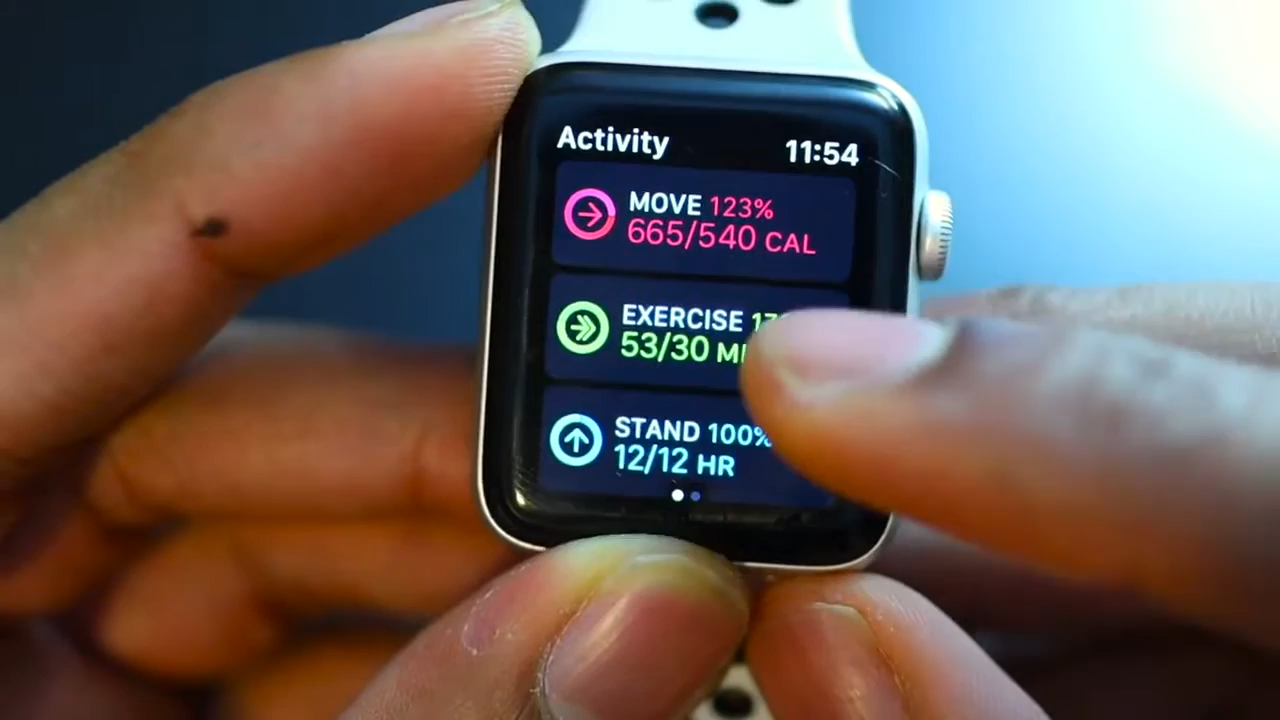 Activity 11:54
MOVE 123%
665/540 CAL
EXERCISE
53/30
STAND 100%
12/12 HR